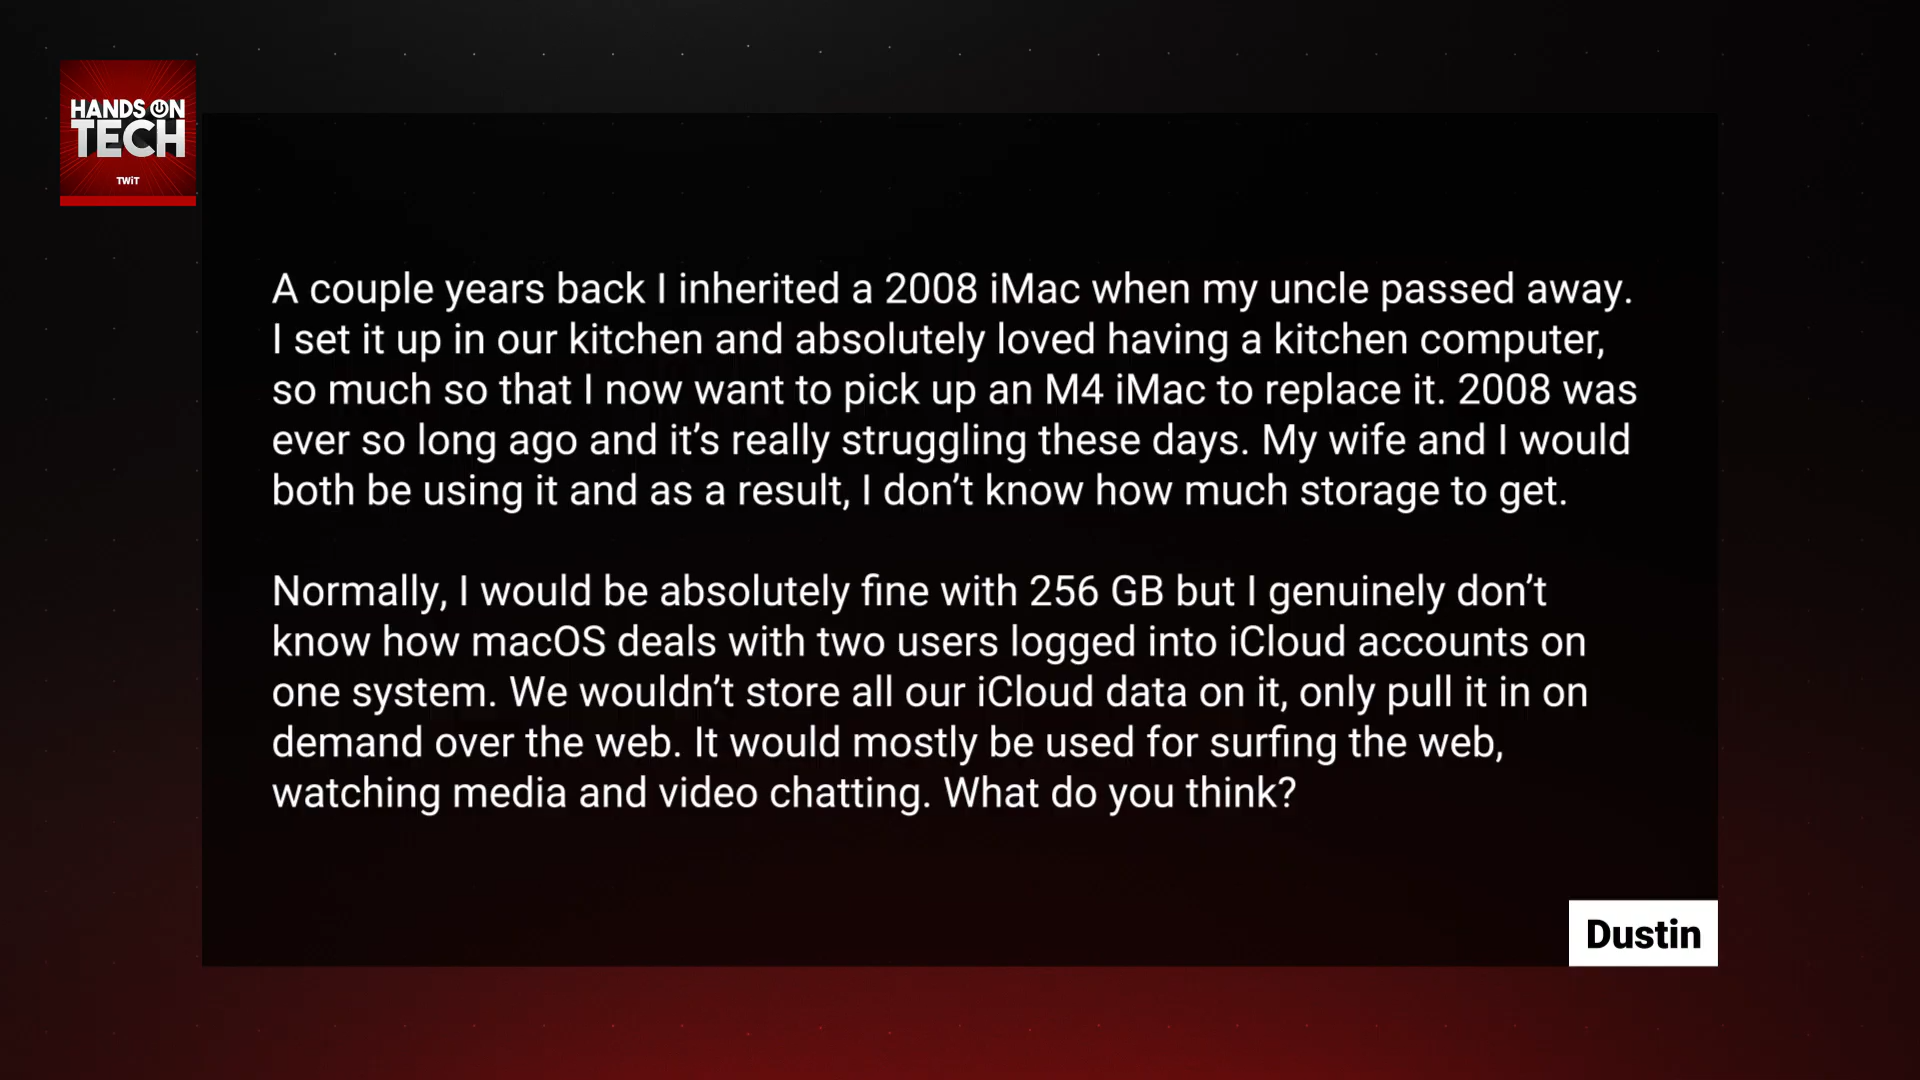 HANDS ON
TECH
TWiT
A couple years back I inherited a 2008 iMac when my uncle passed away.
I set it up in our kitchen and absolutely loved having a kitchen computer,
so much so that I now want to pick up an M4 iMac to replace it. 2008 was
ever so long ago and it’s really struggling these days. My wife and I would
both be using it and as a result, I don’t know how much storage to get.
Normally, I would be absolutely fine with 256 GB but I genuinely don’t
know how macOS deals with two users logged into iCloud accounts on
one system. We wouldn’t store all our iCloud data on it, only pull it in on
demand over the web. It would mostly be used for surfing the web,
watching media and video chatting. What do you think?
Dustin